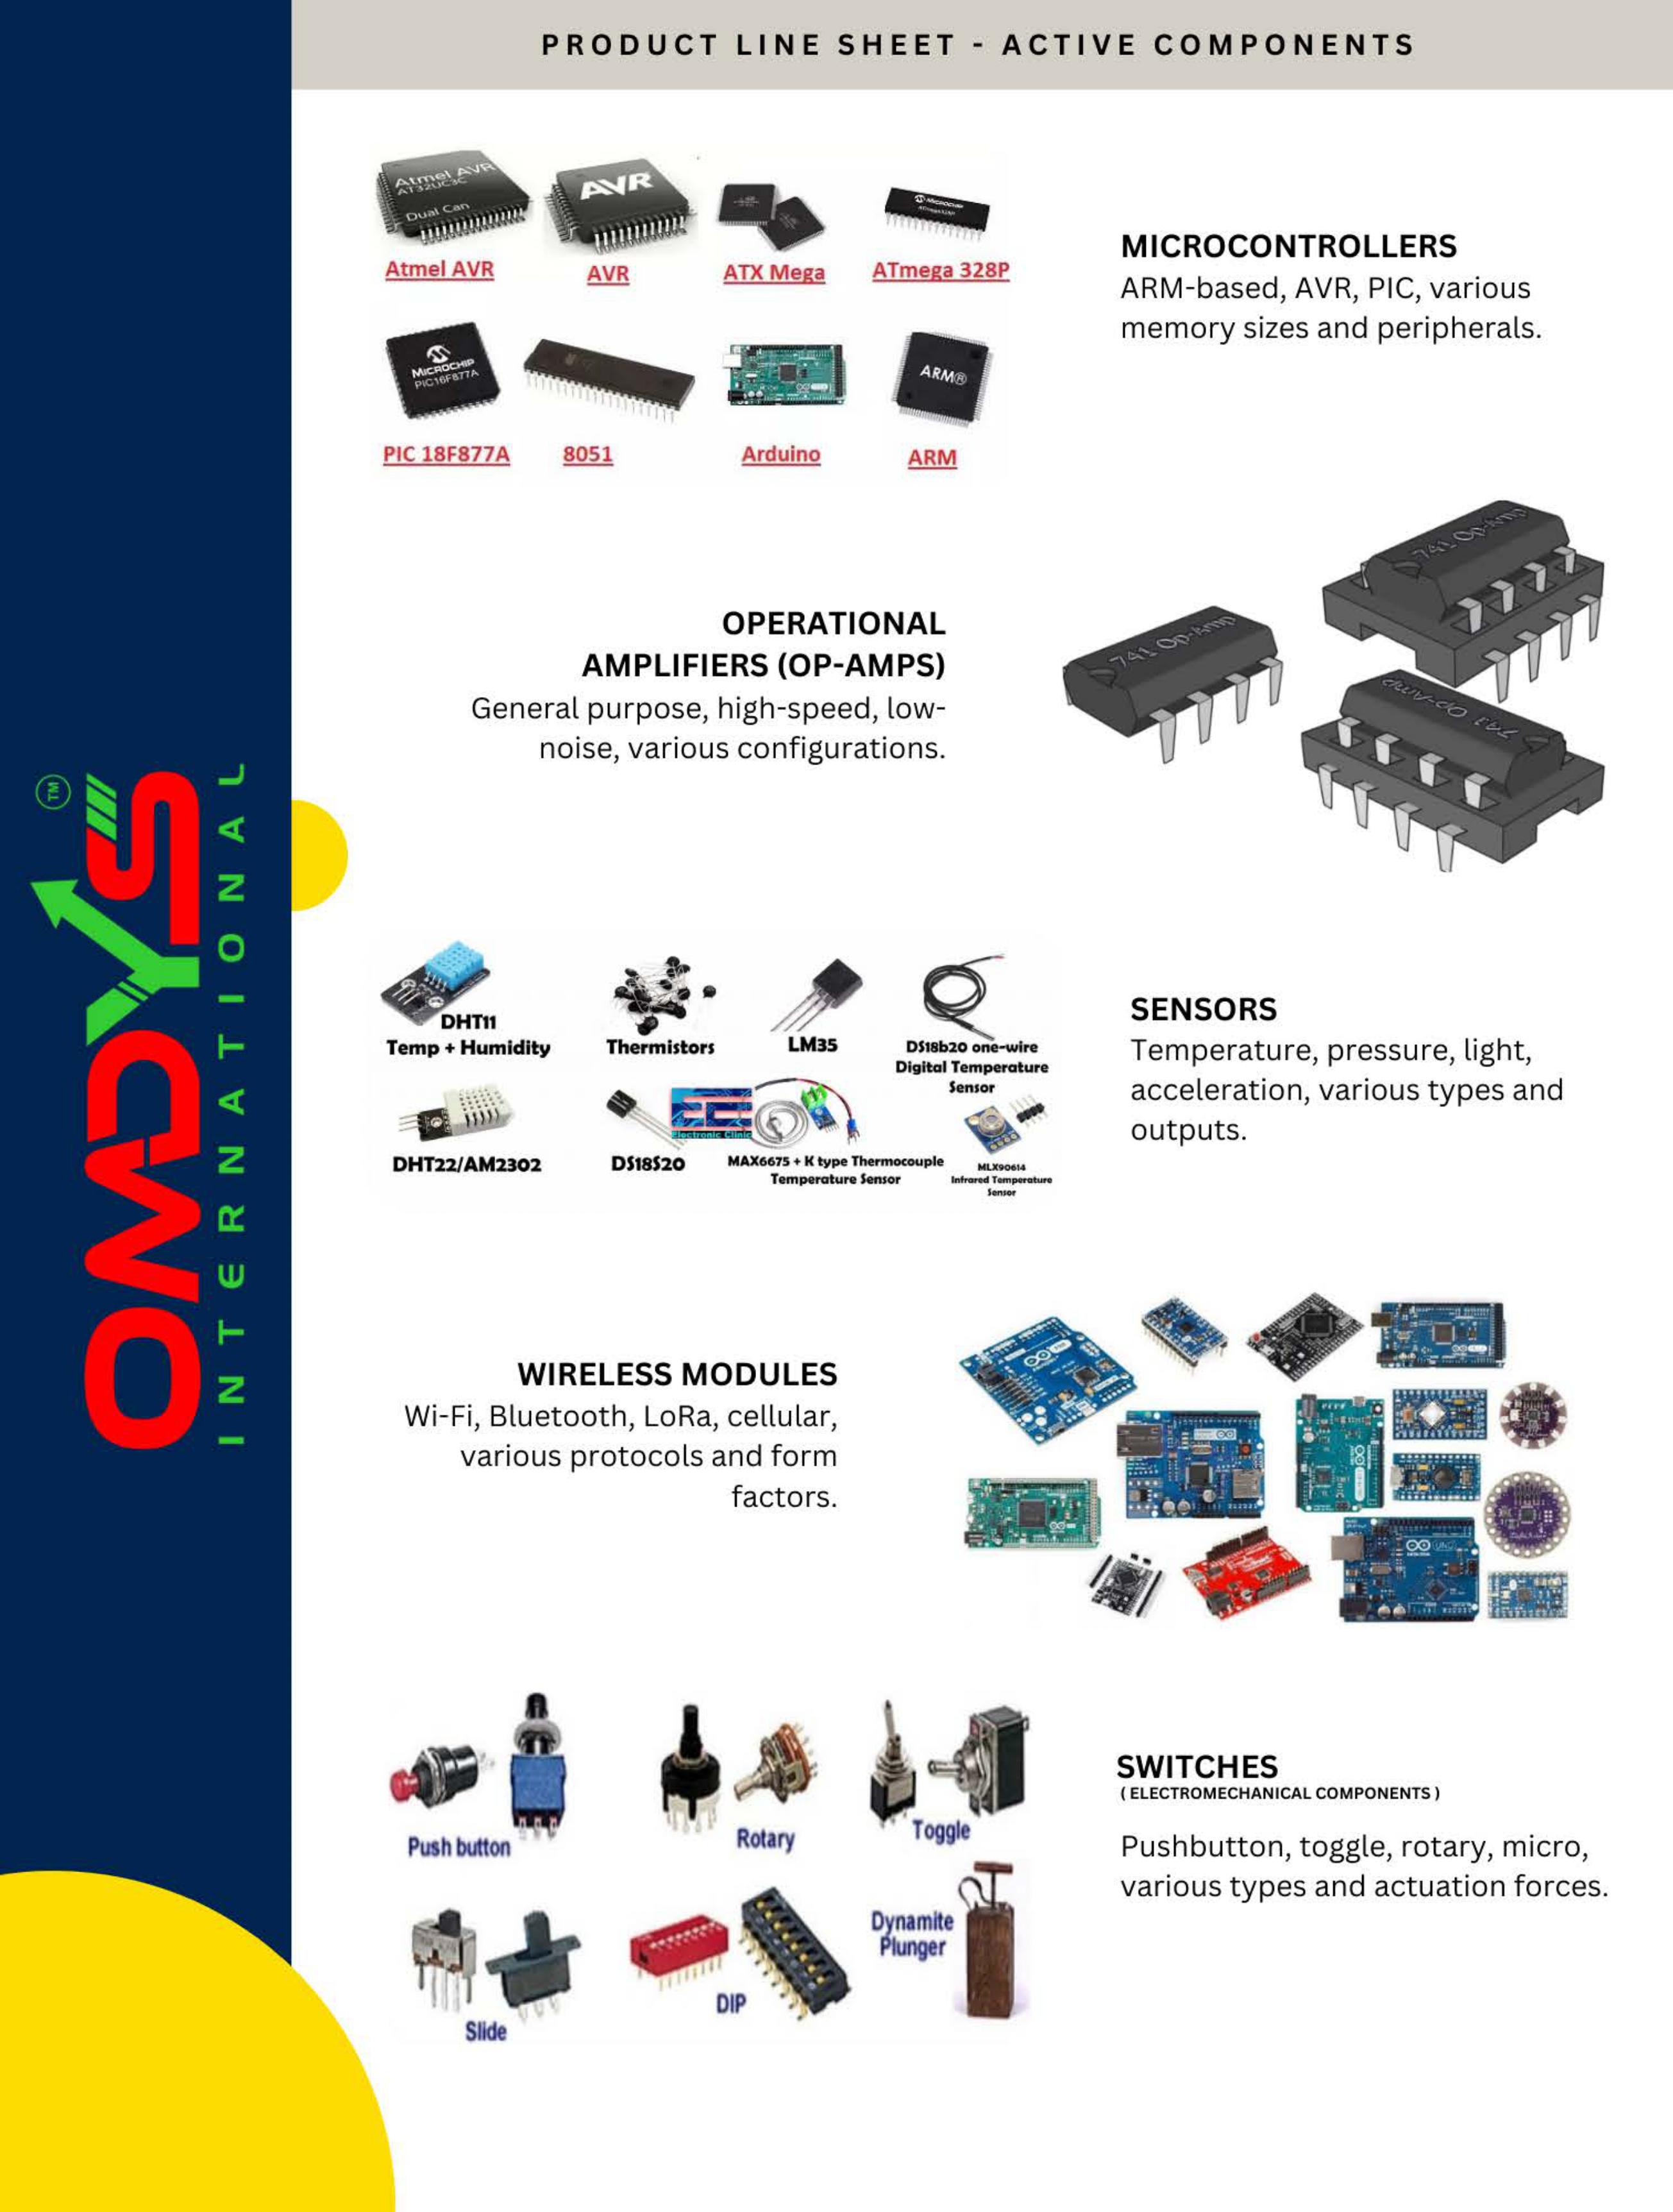 PRODUCT LINE SHEET - ACTIVE COMPONENTS
Atmel AVR
AT32UC3C
Dual Can
AVR
MICROCHIP
ATmega328P
Atmel AVR
AVR
ATX Mega
ATmega 328P
MICROCHIP
PIC16F877A
ARM®
PIC 18F877A
8051
Arduino
ARM
MICROCONTROLLERS
ARM-based, AVR, PIC, various
memory sizes and peripherals.
OPERATIONAL
AMPLIFIERS (OP-AMPS)
General purpose, high-speed, low-
noise, various configurations.
741 Op-Amp
741 Op-Amp
741 Op-Amp
OMDYS
TM
INTERNATIONAL
DHT11
Temp + Humidity
Thermistors
LM35
DS18b20 one-wire
Digital Temperature
Sensor
Electronic Clinic
DHT22/AM2302
DS18S20
MAX6675 + K type Thermocouple
Temperature Sensor
MLX90614
Infrared Temperature
Sensor
SENSORS
Temperature, pressure, light,
acceleration, various types and
outputs.
WIRELESS MODULES
Wi-Fi, Bluetooth, LoRa, cellular,
various protocols and form
factors.
UNO
SWITCHES
( ELECTROMECHANICAL COMPONENTS )
Pushbutton, toggle, rotary, micro,
various types and actuation forces.
Push button
Rotary
Toggle
Slide
DIP
Dynamite
Plunger